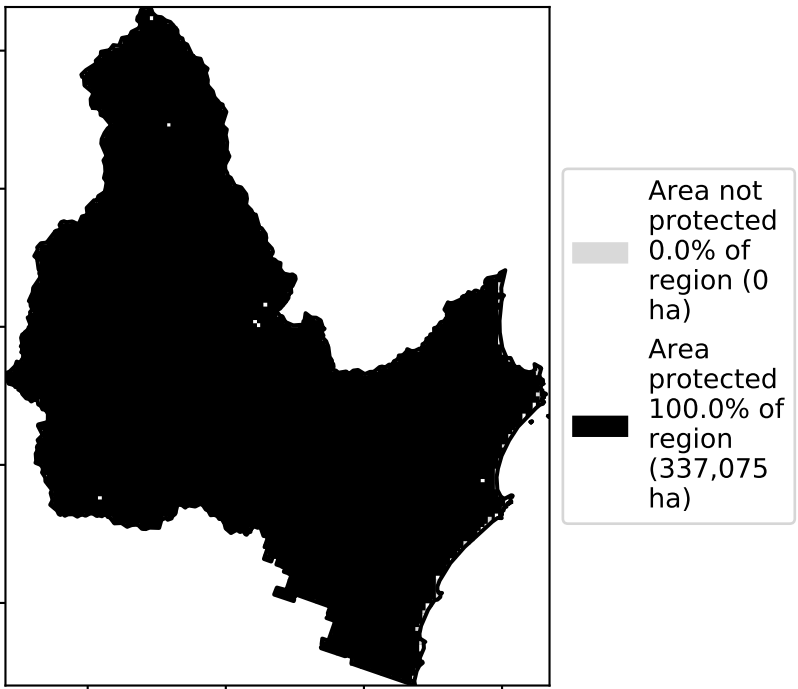 Area not
protected
0.0% of
region (0
ha)
Area
protected
100.0% of
region
(337,075
ha)